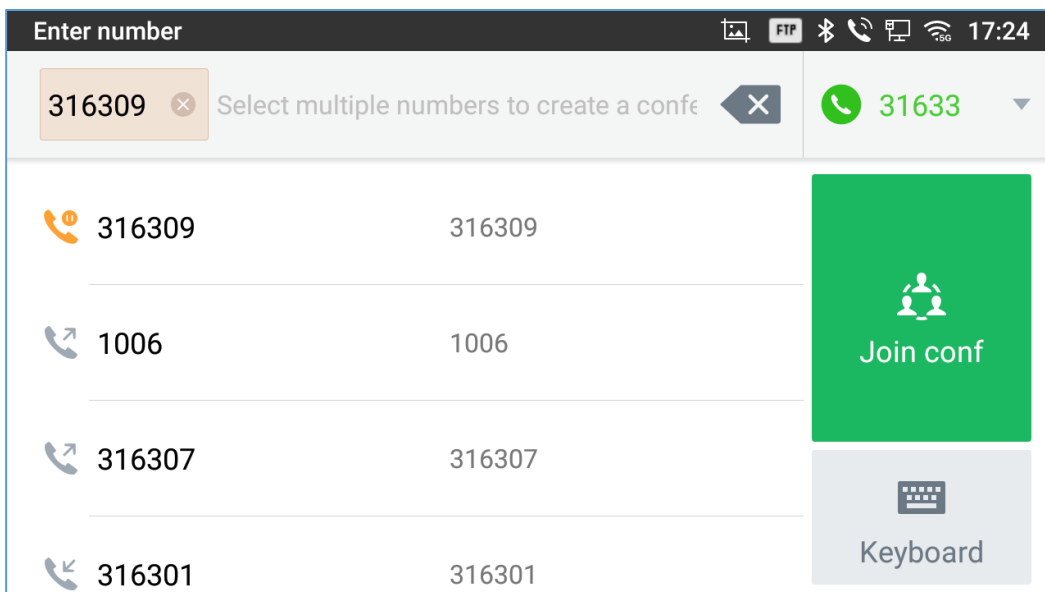 Enter number FTP 5G 17:24
316309 Select multiple numbers to create a confe 31633
316309 316309
1006 1006
Join conf
316307 316307
Keyboard
316301 316301